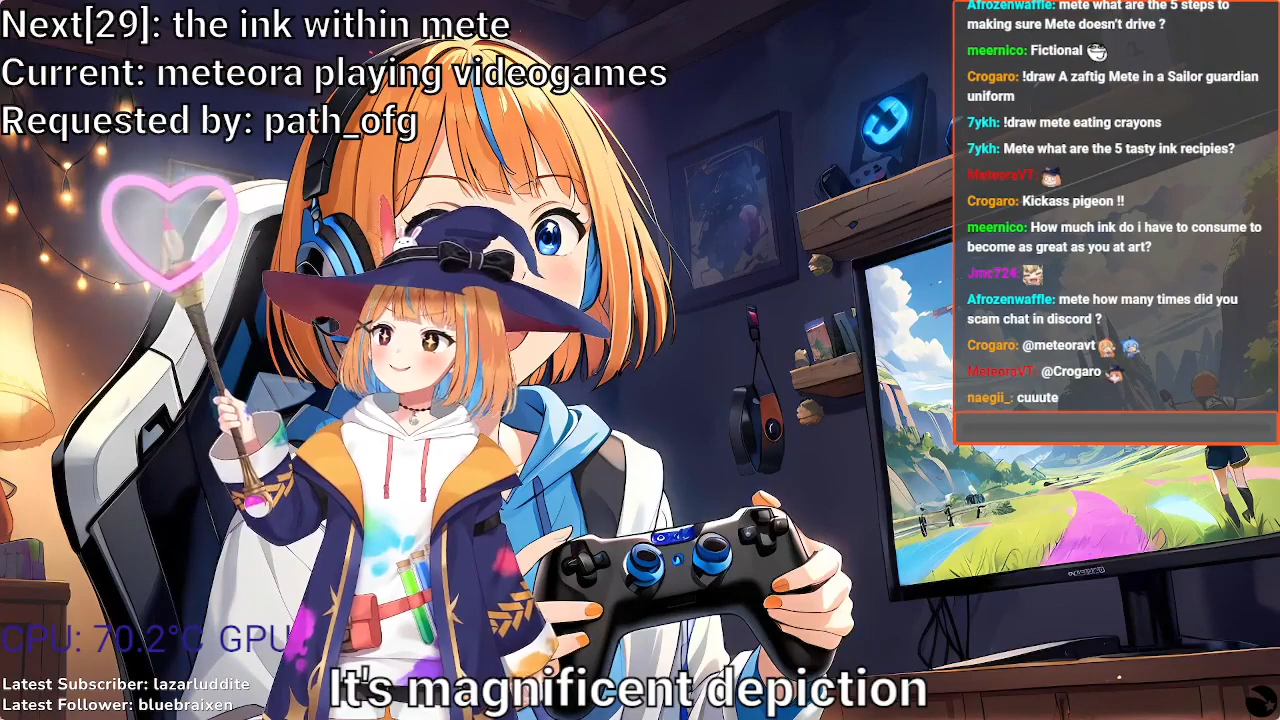 Next[29]: the ink within mete
Current: meteora playing videogames
Requested by: path_ofg
Afrozenwaffle: mete what are the 5 steps to
making sure Mete doesn't drive ?
meernico: Fictional
Crogaro: !draw A zaftig Mete in a Sailor guardian
uniform
7ykh: !draw mete eating crayons
7ykh: Mete what are the 5 tasty ink recipies?
MeteoraVT:
Crogaro: Kickass pigeon !!
meernico: How much ink do i have to consume to
become as great as you at art?
Jmc724:
Afrozenwaffle: mete how many times did you
scam chat in discord ?
Crogaro: @meteoravt
MeteoraVT: @Crogaro
naegii_: cuuute
CPU: 70.2°C GPU
Latest Subscriber: lazarluddite
Latest Follower: bluebraixen
It's magnificent depiction